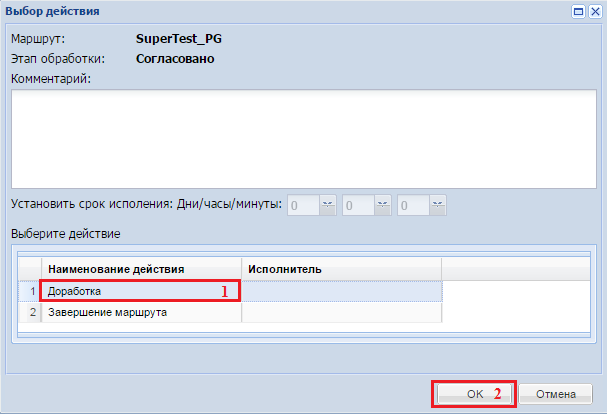 Выбор действия
Маршрут: SuperTest_PG
Этап обработки: Согласовано
Комментарий:
Установить срок исполения: Дни/часы/минуты: 0 0 0
Выберите действие
Наименование действия Исполнитель
1 Доработка 1
2 Завершение маршрута
ОК 2 Отмена